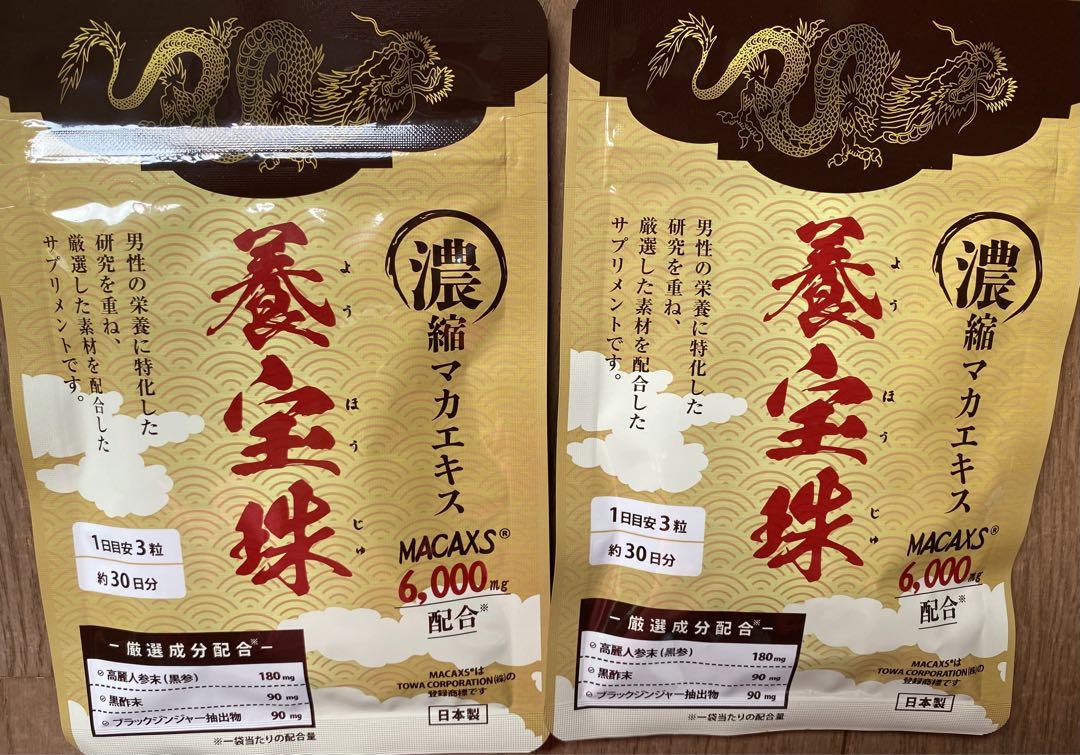 濃縮マカエキス
養宝珠
ようほうじゅ
男性の栄養に特化した
研究を重ね、
厳選した素材を配合した
サプリメントです。
1日目安3粒
約30日分
MACAXS®
6,000mg
配合※
厳選成分配合※
高麗人参末(黒参) 180mg
黒酢末 90mg
ブラックジンジャー抽出物 90mg
※一袋当たりの配合量
MACAXS®は
TOWA CORPORATION(株)の
登録商標です
日本製
濃縮マカエキス
養宝珠
ようほうじゅ
男性の栄養に特化した
研究を重ね、
厳選した素材を配合した
サプリメントです。
1日目安3粒
約30日分
MACAXS®
6,000mg
配合※
厳選成分配合※
高麗人参末(黒参) 180mg
黒酢末 90mg
ブラックジンジャー抽出物 90mg
※一袋当たりの配合量
MACAXS®は
TOWA CORPORATION(株)の
登録商標です
日本製